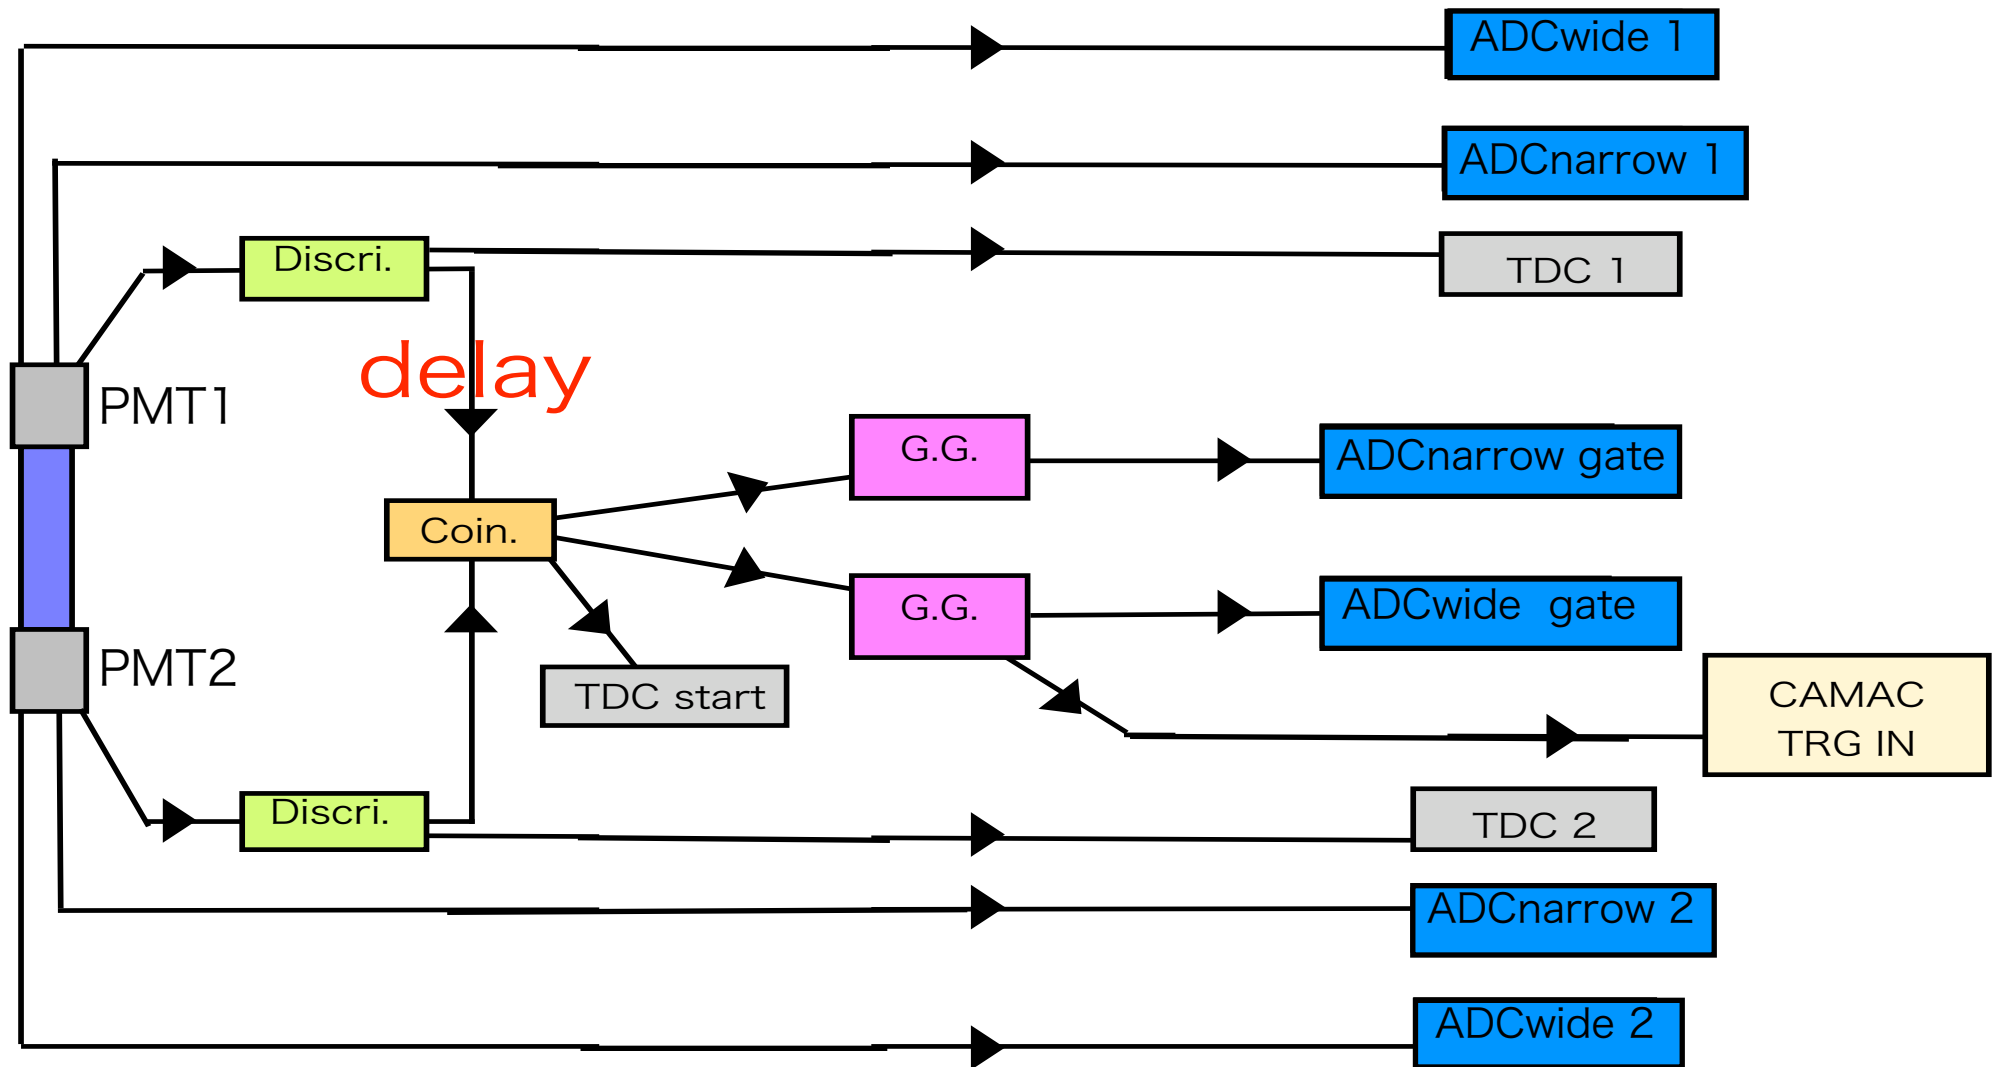 ADCwide 1
ADCnarrow 1
Discri.
TDC 1
delay
PMT1
G.G.
ADCnarrow gate
Coin.
G.G.
ADCwide gate
PMT2
TDC start
CAMAC
TRG IN
Discri.
TDC 2
ADCnarrow 2
ADCwide 2